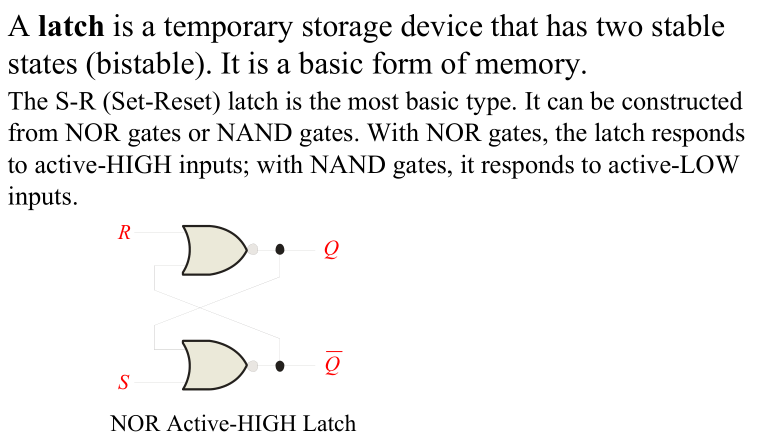 A latch is a temporary storage device that has two stable
states (bistable). It is a basic form of memory.
The S-R (Set-Reset) latch is the most basic type. It can be constructed
from NOR gates or NAND gates. With NOR gates, the latch responds
to active-HIGH inputs; with NAND gates, it responds to active-LOW
inputs.
R
Q
Q̅
S
NOR Active-HIGH Latch